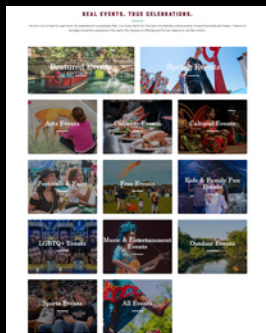 REAL EVENTS. TRUE CELEBRATIONS.
Featured Events
Sports Events
Arts Events
Culinary Events
Cultural Events
Festivals & Fairs
Free Events
Kids & Family Fun
Events
LGBTQ+ Events
Music & Entertainment
Events
Outdoor Events
Sports Events
All Events